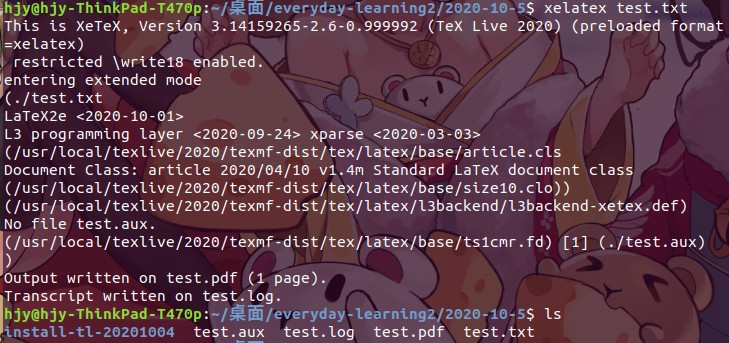 hjy@hjy-ThinkPad-T470p:~/桌面/everyday-learning2/2020-10-5$ xelatex test.txt
This is XeTeX, Version 3.14159265-2.6-0.999992 (TeX Live 2020) (preloaded format
=xelatex)
 restricted \write18 enabled.
entering extended mode
(./test.txt
LaTeX2e <2020-10-01>
L3 programming layer <2020-09-24> xparse <2020-03-03>
(/usr/local/texlive/2020/texmf-dist/tex/latex/base/article.cls
Document Class: article 2020/04/10 v1.4m Standard LaTeX document class
(/usr/local/texlive/2020/texmf-dist/tex/latex/base/size10.clo))
(/usr/local/texlive/2020/texmf-dist/tex/latex/l3backend/l3backend-xetex.def)
No file test.aux.
(/usr/local/texlive/2020/texmf-dist/tex/latex/base/ts1cmr.fd) [1] (./test.aux)
)
Output written on test.pdf (1 page).
Transcript written on test.log.
hjy@hjy-ThinkPad-T470p:~/桌面/everyday-learning2/2020-10-5$ ls
install-tl-20201004  test.aux  test.log  test.pdf  test.txt